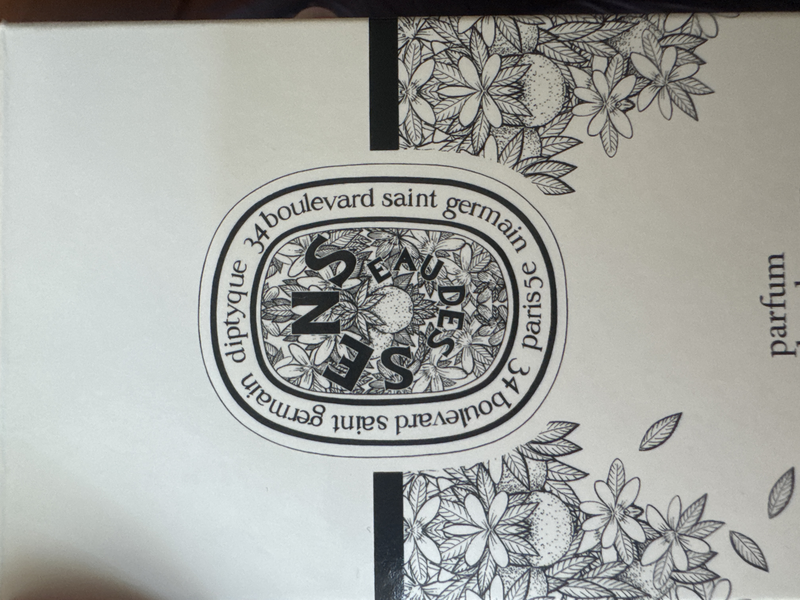 diptyque
34 boulevard saint germain
paris5e
34 boulevard saint germain
EAU DES
SENS
parfum